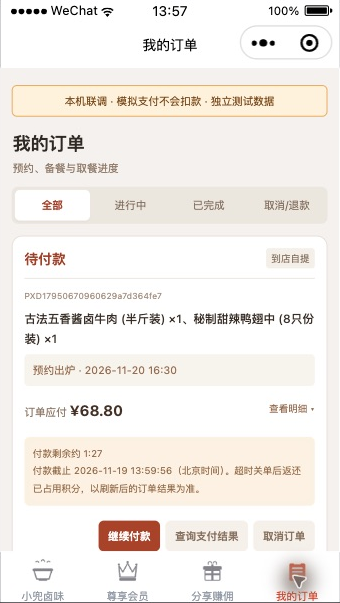 WeChat 13:57 100%
我的订单
本机联调 · 模拟支付不会扣款 · 独立测试数据
我的订单
预约、备餐与取餐进度
全部 进行中 已完成 取消/退款
待付款 到店自提
PXD17950670960629a7d364fe7
古法五香酱卤牛肉 (半斤装) ×1、秘制甜辣鸭翅中 (8只份
装) ×1
预约出炉 · 2026-11-20 16:30
订单应付 ¥68.80 查看明细
付款剩余约 1:27
付款截止 2026-11-19 13:59:56（北京时间）。超时关单后返还
已占用积分，以刷新后的订单结果为准。
继续付款 查询支付结果 取消订单
小兜卤味 尊享会员 分享赚佣 我的订单